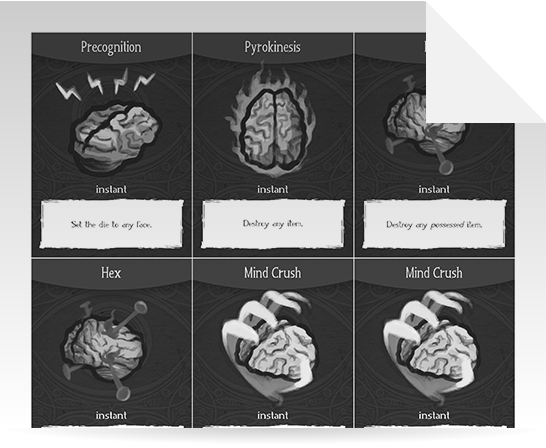 Precognition
Pyrokinesis
instant
instant
instant
Set the die to any face.
Destroy any item.
Destroy any possessed item.
Hex
Mind Crush
Mind Crush
instant
instant
instant